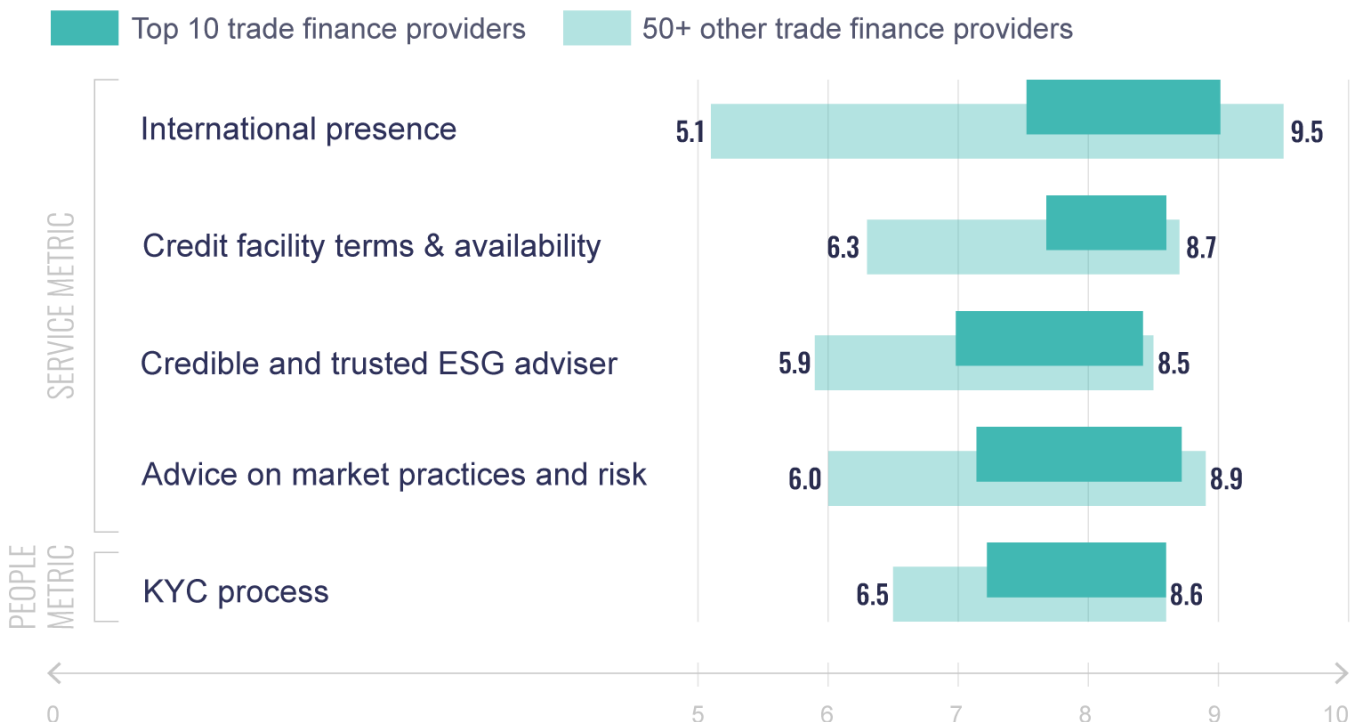 Top 10 trade finance providers
50+ other trade finance providers
SERVICE METRIC
International presence
5.1
9.5
Credit facility terms & availability
6.3
8.7
Credible and trusted ESG adviser
5.9
8.5
Advice on market practices and risk
6.0
8.9
PEOPLE
METRIC
KYC process
6.5
8.6
0
5
6
7
8
9
10